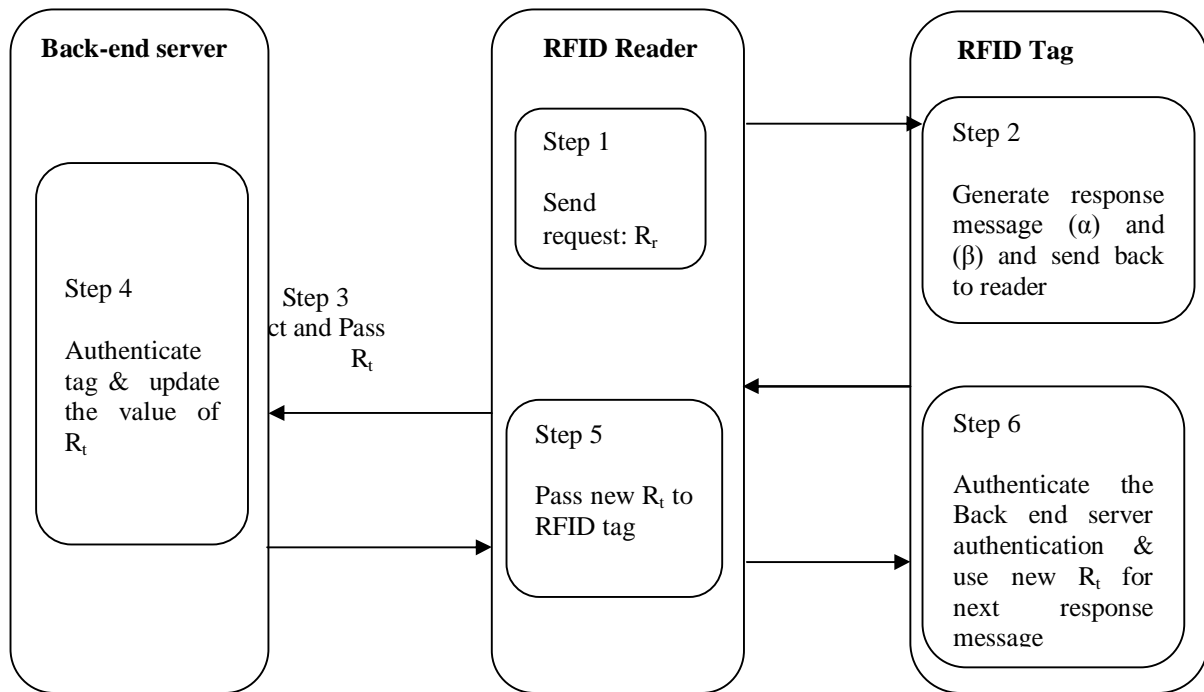 Back-end server
RFID Reader
RFID Tag
Step 1
Send
request: Rr
Step 2
Generate response
message (α) and
(β) and send back
to reader
Step 3
ct and Pass
Rt
Step 4
Authenticate
tag & update
the value of
Rt
Step 5
Pass new Rt to
RFID tag
Step 6
Authenticate the
Back end server
authentication &
use new Rt for
next response
message